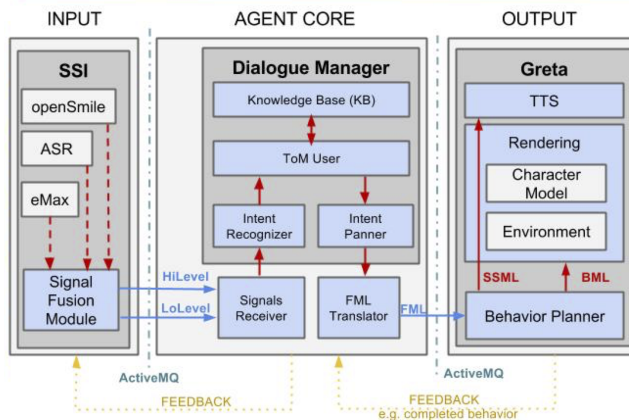 INPUT
AGENT CORE
OUTPUT
SSI
openSmile
ASR
eMax
Signal
Fusion
Module
HiLevel
LoLevel
Dialogue Manager
Knowledge Base (KB)
ToM User
Intent
Recognizer
Intent
Panner
Signals
Receiver
FML
Translator
FML
Greta
TTS
Rendering
Character
Model
Environment
SSML
BML
Behavior Planner
ActiveMQ
ActiveMQ
FEEDBACK
FEEDBACK
e.g. completed behavior